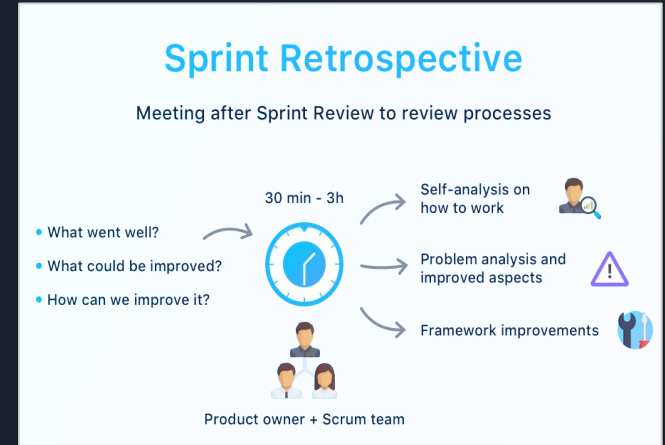 Sprint Retrospective
Meeting after Sprint Review to review processes
What went well?
What could be improved?
How can we improve it?
30 min - 3h
Product owner + Scrum team
Self-analysis on
how to work
Problem analysis and
improved aspects
Framework improvements